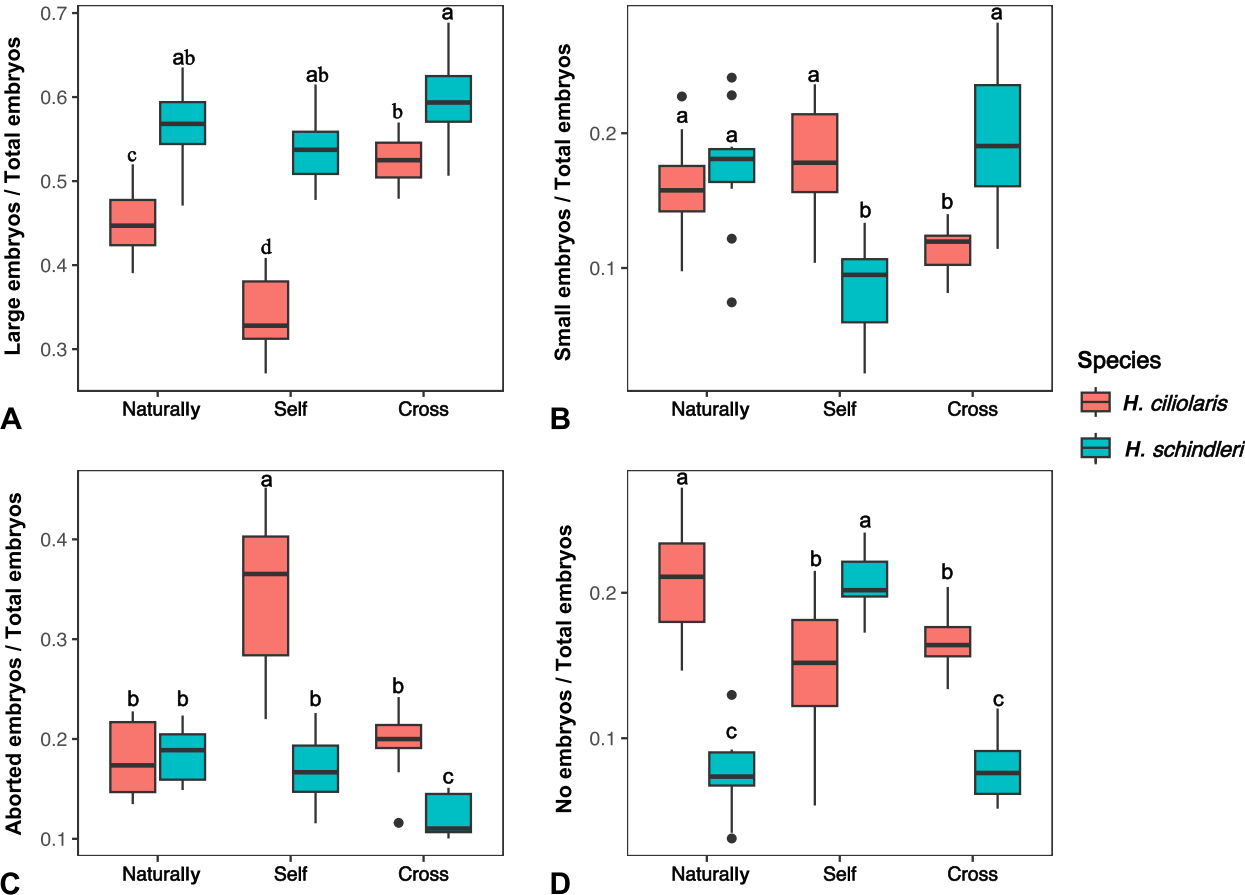 Large embryos / Total embryos
0.7
0.6
0.5
0.4
0.3
c
ab
d
ab
b
a
Naturally
Self
Cross
A
Small embryos / Total embryos
0.2
0.1
a
a
a
b
b
a
Naturally
Self
Cross
B
Species
H. ciliolaris
H. schindleri
Aborted embryos / Total embryos
0.4
0.3
0.2
0.1
b
b
a
b
b
c
Naturally
Self
Cross
C
No embryos / Total embryos
0.2
0.1
a
c
b
a
b
c
Naturally
Self
Cross
D